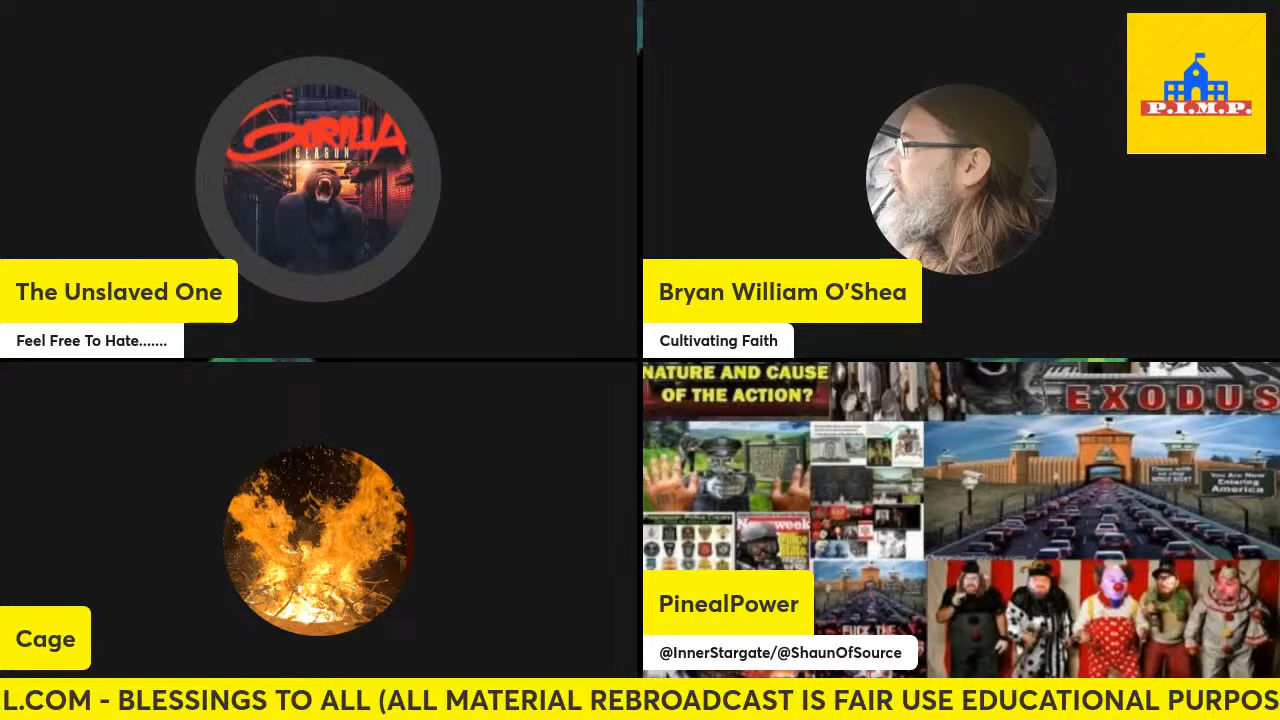 GORILLA
SEASON
P.I.M.P.
The Unslaved One
Feel Free To Hate.......
Bryan William O'Shea
Cultivating Faith
NATURE AND CAUSE
OF THE ACTION?
EXODUS
You Are Now
Entering
America
Newsweek
Police
State
Cage
PinealPower
@InnerStargate/@ShaunOfSource
L.COM - BLESSINGS TO ALL (ALL MATERIAL REBROADCAST IS FAIR USE EDUCATIONAL PURPOS